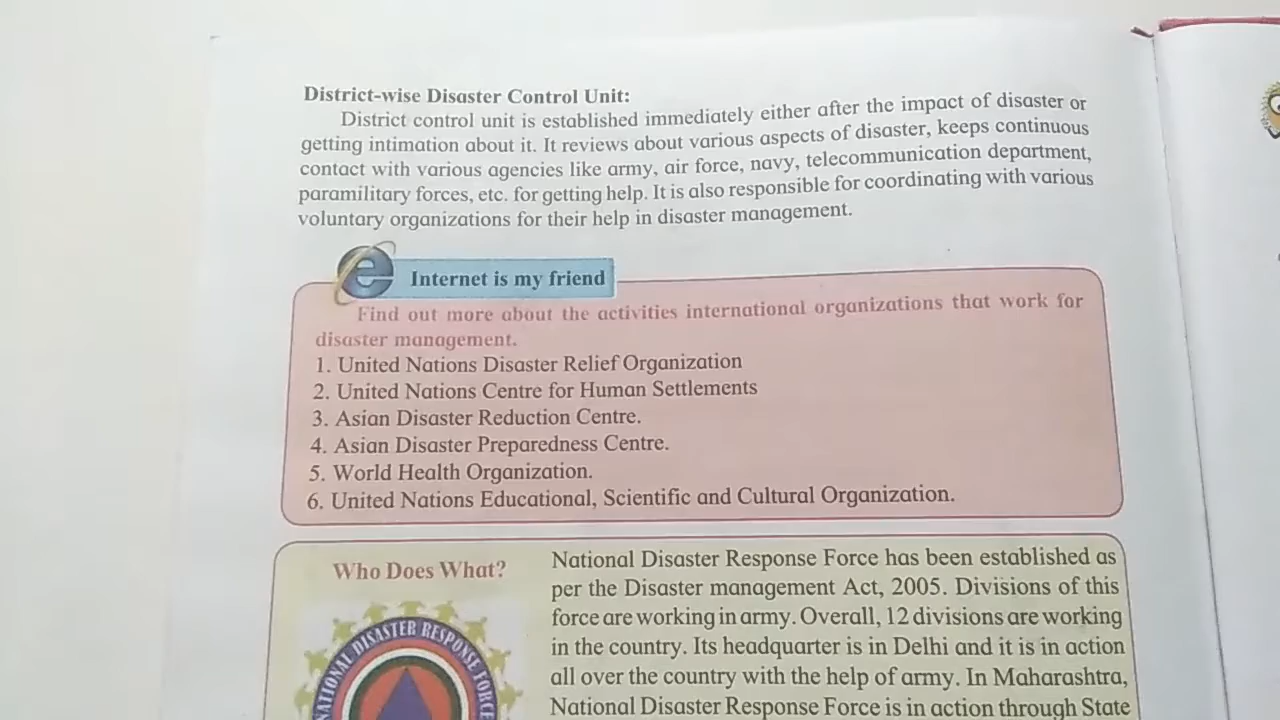 District-wise Disaster Control Unit:
District control unit is established immediately either after the impact of disaster or
getting intimation about it. It reviews about various aspects of disaster, keeps continuous
contact with various agencies like army, air force, navy, telecommunication department,
paramilitary forces, etc. for getting help. It is also responsible for coordinating with various
voluntary organizations for their help in disaster management.
Internet is my friend
Find out more about the activities international organizations that work for
disaster management.
1. United Nations Disaster Relief Organization
2. United Nations Centre for Human Settlements
3. Asian Disaster Reduction Centre.
4. Asian Disaster Preparedness Centre.
5. World Health Organization.
6. United Nations Educational, Scientific and Cultural Organization.
Who Does What?
NATIONAL DISASTER RESPONSE FORCE
National Disaster Response Force has been established as
per the Disaster management Act, 2005. Divisions of this
force are working in army. Overall, 12 divisions are working
in the country. Its headquarter is in Delhi and it is in action
all over the country with the help of army. In Maharashtra,
National Disaster Response Force is in action through State